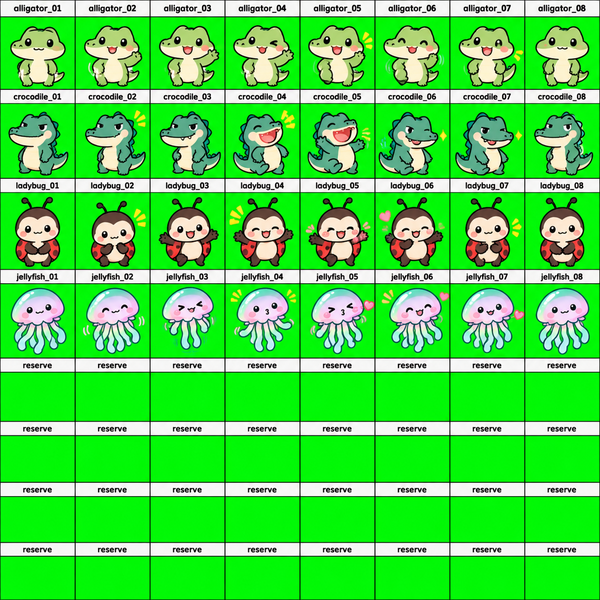 alligator_01 alligator_02 alligator_03 alligator_04 alligator_05 alligator_06 alligator_07 alligator_08
crocodile_01 crocodile_02 crocodile_03 crocodile_04 crocodile_05 crocodile_06 crocodile_07 crocodile_08
ladybug_01 ladybug_02 ladybug_03 ladybug_04 ladybug_05 ladybug_06 ladybug_07 ladybug_08
jellyfish_01 jellyfish_02 jellyfish_03 jellyfish_04 jellyfish_05 jellyfish_06 jellyfish_07 jellyfish_08
reserve reserve reserve reserve reserve reserve reserve reserve
reserve reserve reserve reserve reserve reserve reserve reserve
reserve reserve reserve reserve reserve reserve reserve reserve
reserve reserve reserve reserve reserve reserve reserve reserve